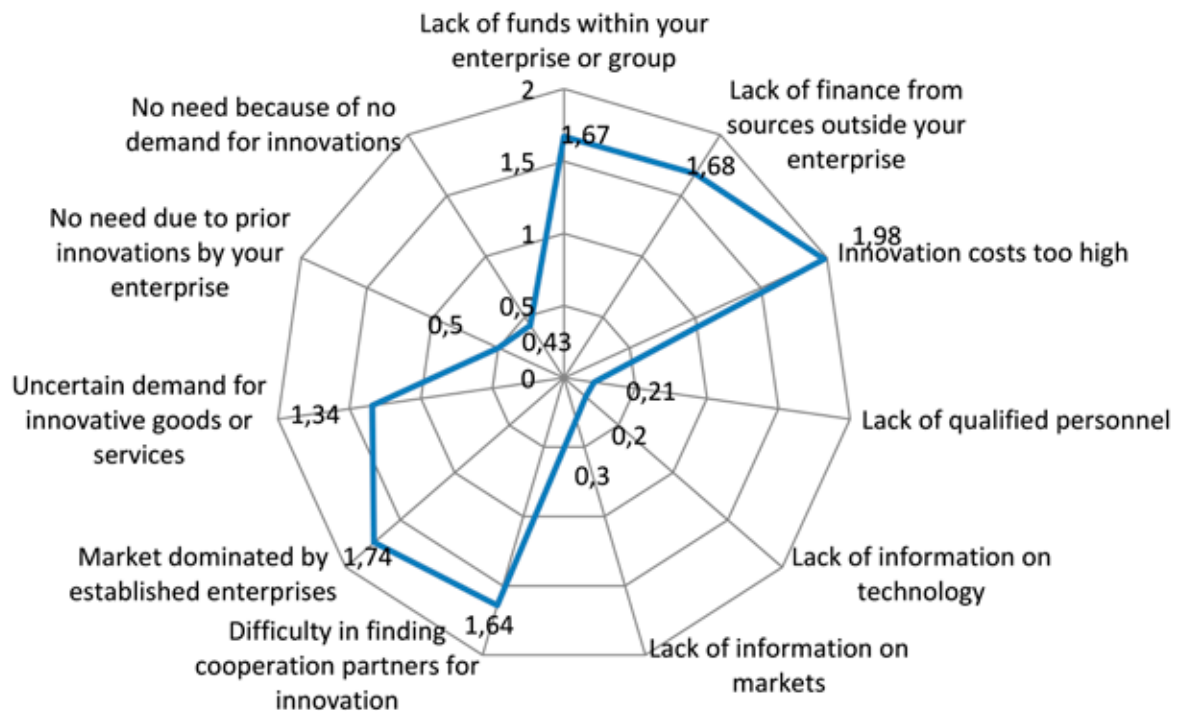 Lack of funds within your
enterprise or group
2
Lack of finance from
sources outside your
enterprise
No need because of no
demand for innovations
1,67
1,5
1,68
No need due to prior
innovations by your
enterprise
1
1,98
Innovation costs too high
0,5
0,5
0,43
0
0,21
Uncertain demand for
innovative goods or
services
1,34
Lack of qualified personnel
0,2
0,3
Market dominated by
established enterprises
1,74
Lack of information on
technology
1,64
Difficulty in finding
cooperation partners for
innovation
Lack of information on
markets